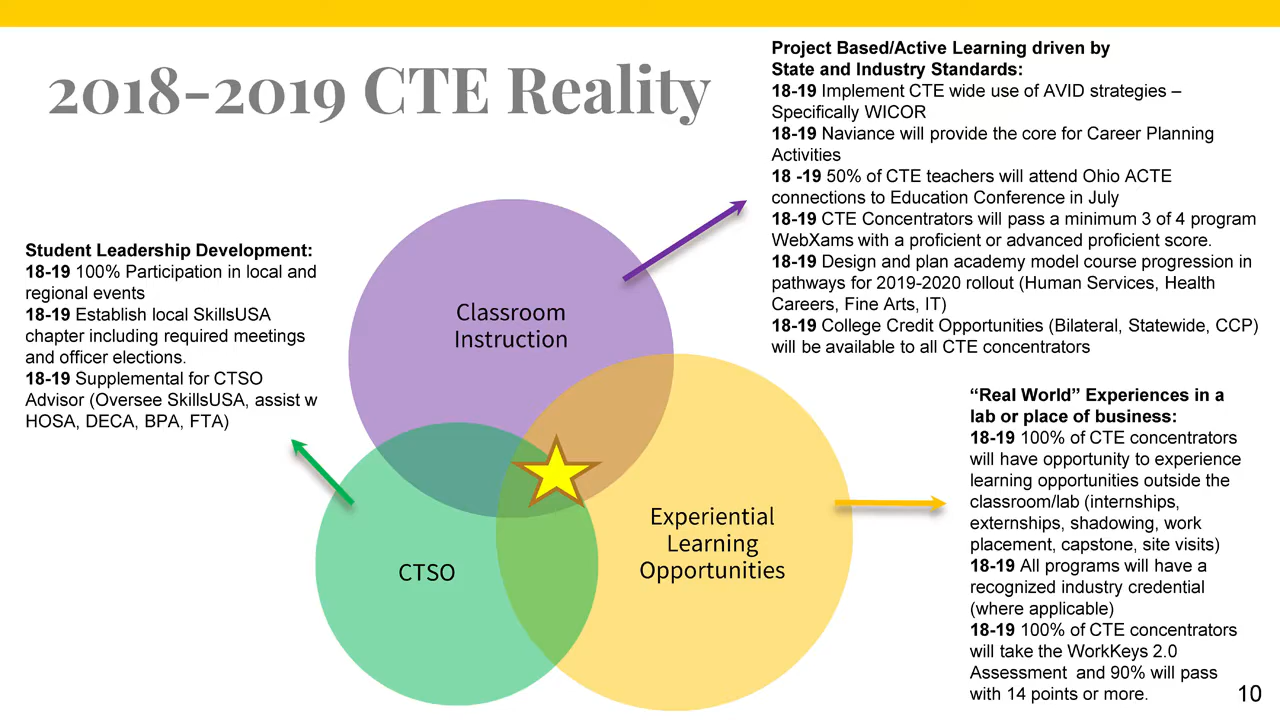 2018-2019 CTE Reality
Project Based/Active Learning driven by
State and Industry Standards:
18-19 Implement CTE wide use of AVID strategies –
Specifically WICOR
18-19 Naviance will provide the core for Career Planning
Activities
18 -19 50% of CTE teachers will attend Ohio ACTE
connections to Education Conference in July
18-19 CTE Concentrators will pass a minimum 3 of 4 program
WebXams with a proficient or advanced proficient score.
18-19 Design and plan academy model course progression in
pathways for 2019-2020 rollout (Human Services, Health
Careers, Fine Arts, IT)
18-19 College Credit Opportunities (Bilateral, Statewide, CCP)
will be available to all CTE concentrators
Student Leadership Development:
18-19 100% Participation in local and
regional events
18-19 Establish local SkillsUSA
chapter including required meetings
and officer elections.
18-19 Supplemental for CTSO
Advisor (Oversee SkillsUSA, assist w
HOSA, DECA, BPA, FTA)
Classroom
Instruction
CTSO
Experiential
Learning
Opportunities
“Real World” Experiences in a
lab or place of business:
18-19 100% of CTE concentrators
will have opportunity to experience
learning opportunities outside the
classroom/lab (internships,
externships, shadowing, work
placement, capstone, site visits)
18-19 All programs will have a
recognized industry credential
(where applicable)
18-19 100% of CTE concentrators
will take the WorkKeys 2.0
Assessment and 90% will pass
with 14 points or more.
10